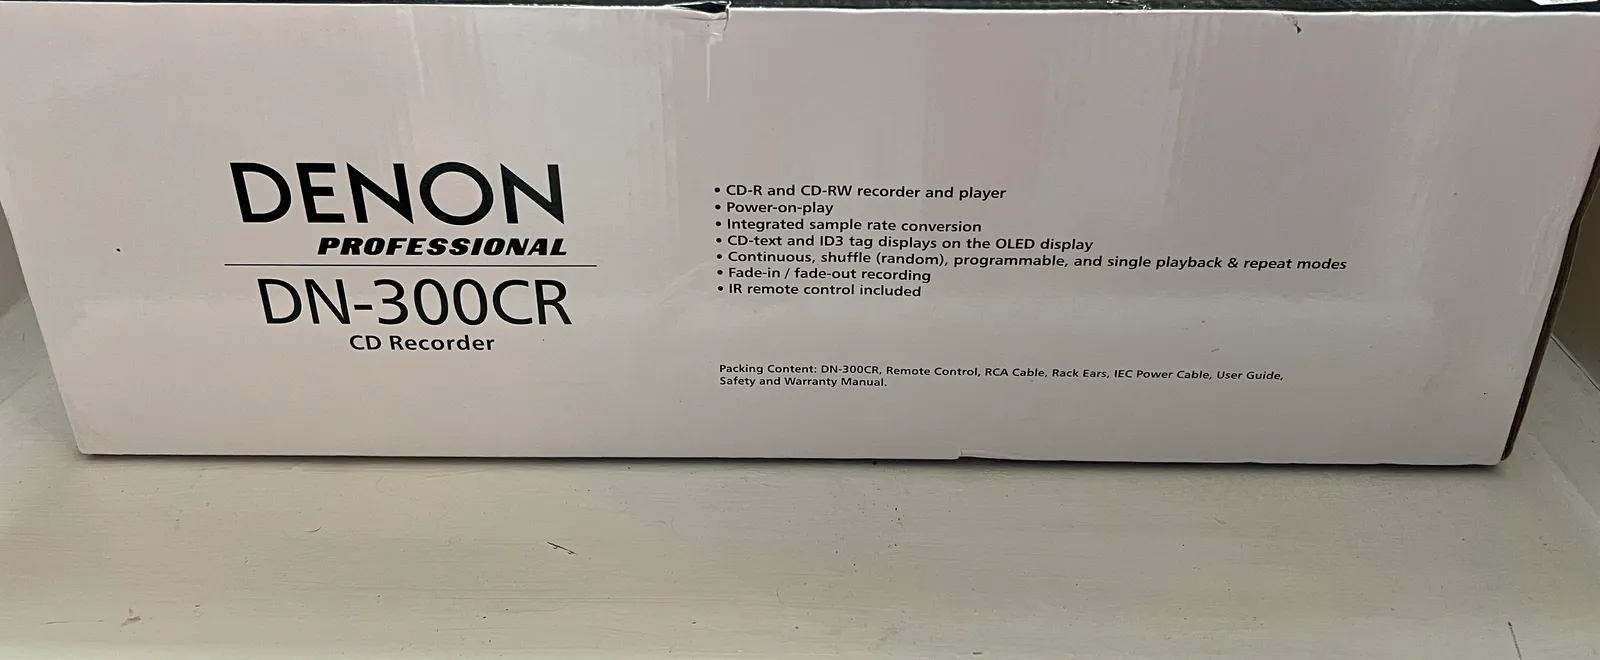 DENON
PROFESSIONAL
DN-300CR
CD Recorder
• CD-R and CD-RW recorder and player
• Power-on-play
• Integrated sample rate conversion
• CD-text and ID3 tag displays on the OLED display
• Continuous, shuffle (random), programmable, and single playback & repeat modes
• Fade-in / fade-out recording
• IR remote control included
Packing Content: DN-300CR, Remote Control, RCA Cable, Rack Ears, IEC Power Cable, User Guide,
Safety and Warranty Manual.